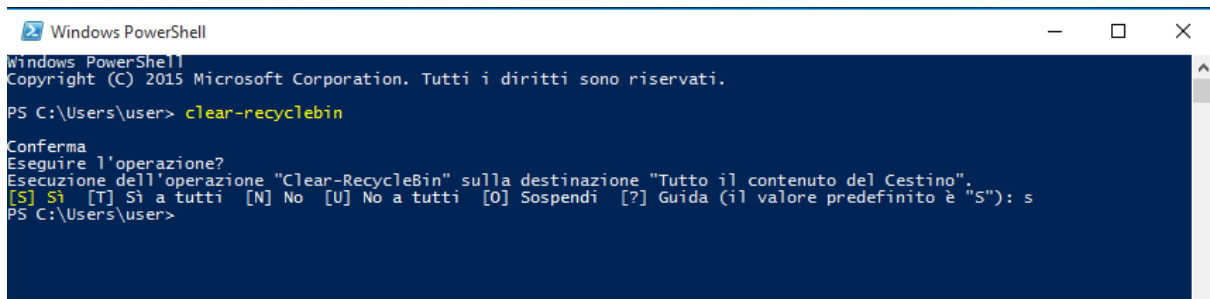 Windows PowerShell
Windows PowerShell
Copyright (C) 2015 Microsoft Corporation. Tutti i diritti sono riservati.
PS C:\Users\user> clear-recyclebin
Conferma
Eseguire l'operazione?
Esecuzione dell'operazione "Clear-RecycleBin" sulla destinazione "Tutto il contenuto del Cestino".
[S] Sì  [T] Sì a tutti  [N] No  [U] No a tutti  [O] Sospendi  [?] Guida (il valore predefinito è "S"): s
PS C:\Users\user>